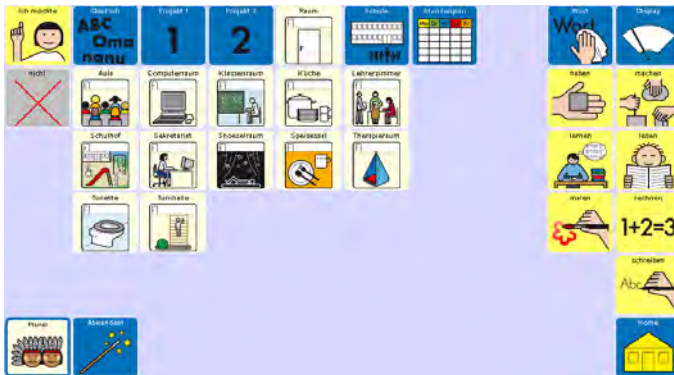 Ich möchte
Deutsch
ABC
Oma
nanu
Projekt 1
1
Projekt 2
2
Raum
Schule
Stundenplan
Wort
Wort
Display
nicht
Aula
Computerraum
Klassenraum
Küche
Lehrerzimmer
haben
machen
Schulhof
Sekretariat
Snoezelraum
Speisesaal
Therapieraum
lernen
lesen
Toilette
Turnhalle
malen
rechnen
1+2=3
schreiben
Abc
Plural
Home